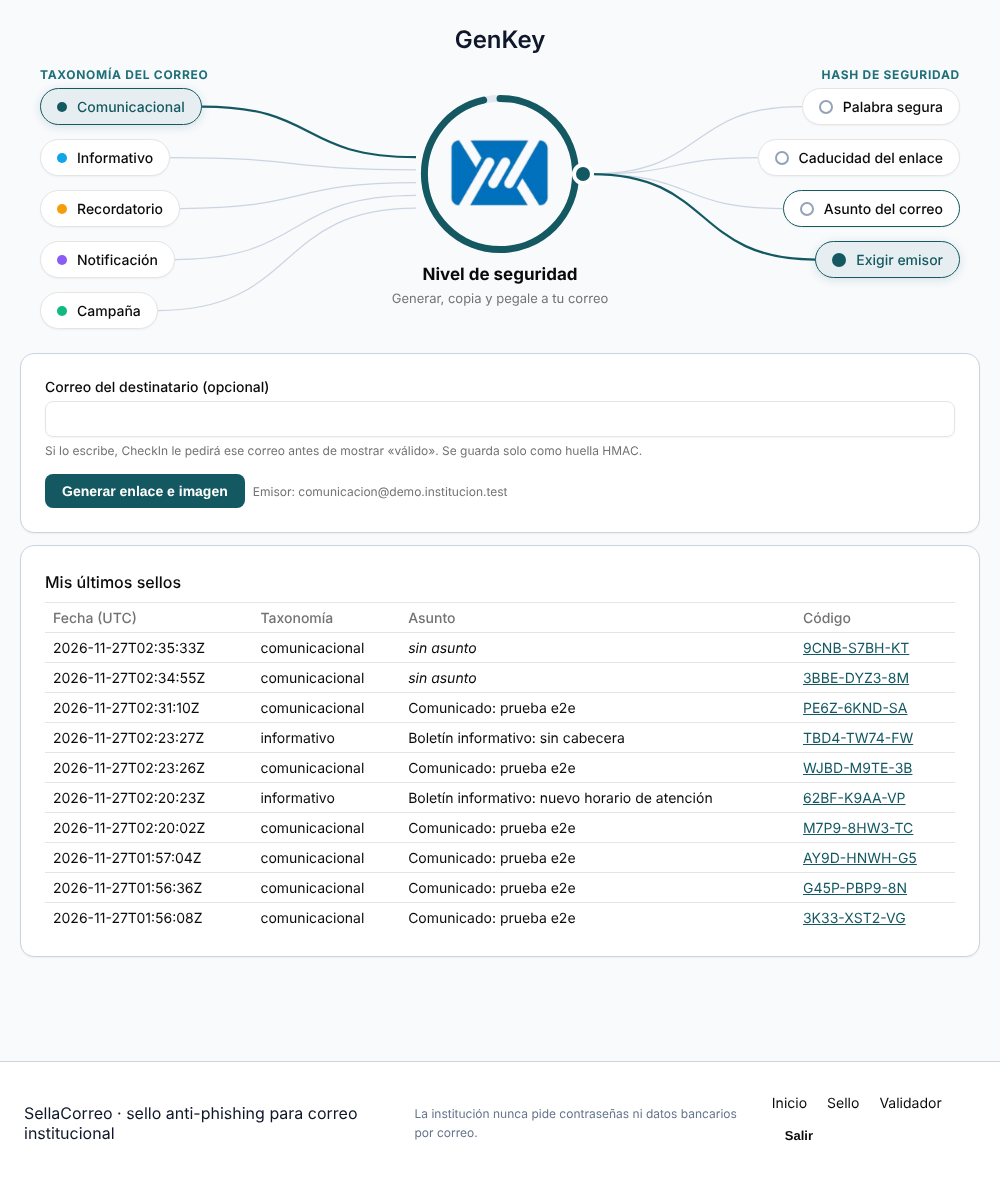 GenKey
TAXONOMÍA DEL CORREO
Comunicacional
Informativo
Recordatorio
Notificación
Campaña
Nivel de seguridad
Generar, copia y pegale a tu correo
HASH DE SEGURIDAD
Palabra segura
Caducidad del enlace
Asunto del correo
Exigir emisor
Correo del destinatario (opcional)
Si lo escribe, CheckIn le pedirá ese correo antes de mostrar «válido». Se guarda solo como huella HMAC.
Generar enlace e imagen Emisor: comunicacion@demo.institucion.test
Mis últimos sellos
Fecha (UTC) Taxonomía Asunto Código
2026-11-27T02:35:33Z comunicacional sin asunto 9CNB-S7BH-KT
2026-11-27T02:34:55Z comunicacional sin asunto 3BBE-DYZ3-8M
2026-11-27T02:31:10Z comunicacional Comunicado: prueba e2e PE6Z-6KND-SA
2026-11-27T02:23:27Z informativo Boletín informativo: sin cabecera TBD4-TW74-FW
2026-11-27T02:23:26Z comunicacional Comunicado: prueba e2e WJBD-M9TE-3B
2026-11-27T02:20:23Z informativo Boletín informativo: nuevo horario de atención 62BF-K9AA-VP
2026-11-27T02:20:02Z comunicacional Comunicado: prueba e2e M7P9-8HW3-TC
2026-11-27T01:57:04Z comunicacional Comunicado: prueba e2e AY9D-HNWH-G5
2026-11-27T01:56:36Z comunicacional Comunicado: prueba e2e G45P-PBP9-8N
2026-11-27T01:56:08Z comunicacional Comunicado: prueba e2e 3K33-XST2-VG
SellaCorreo · sello anti-phishing para correo
institucional
La institución nunca pide contraseñas ni datos bancarios
por correo.
Inicio Sello Validador
Salir